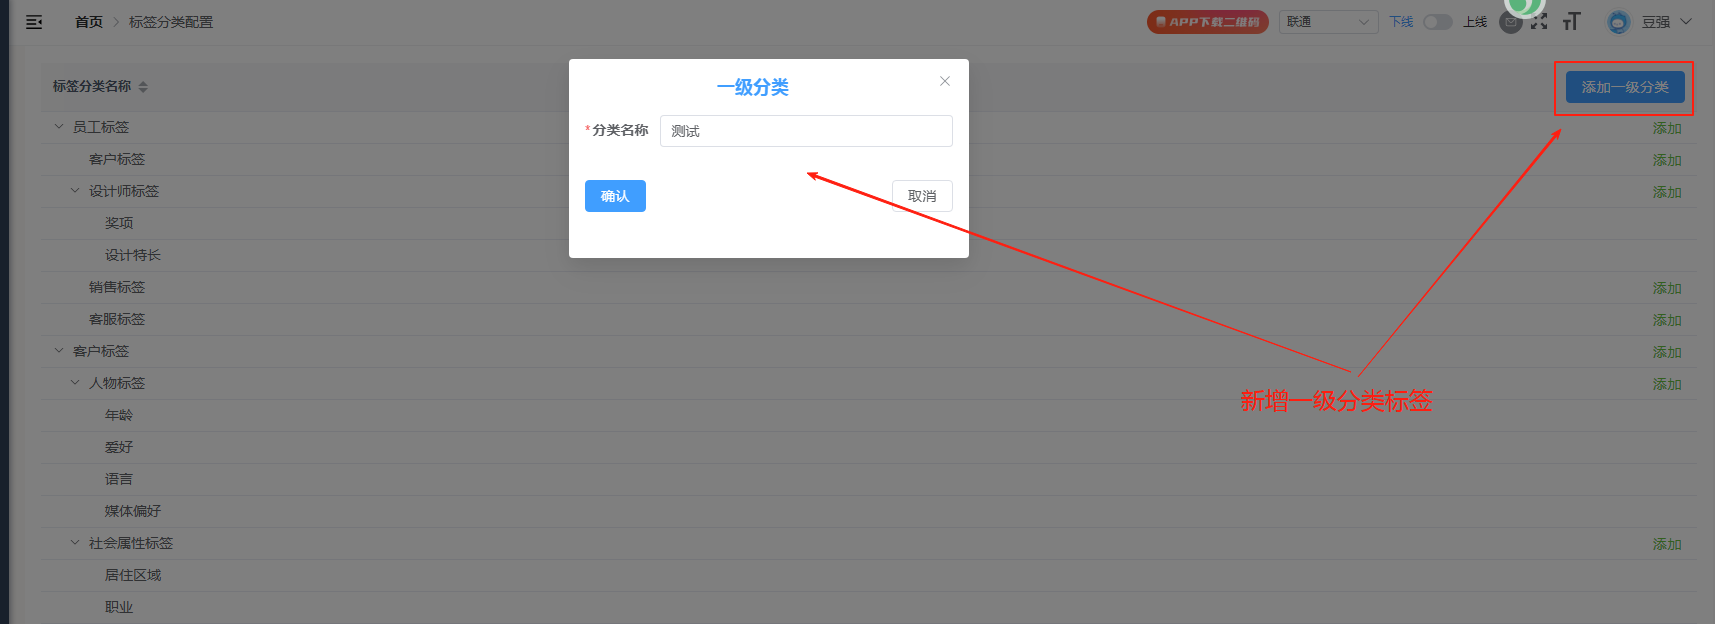 首页 > 标签分类配置
APP下载二维码 联通 下线 上线 豆强
标签分类名称 添加一级分类
一级分类
*分类名称 测试
确认 取消
员工标签 添加
客户标签 添加
设计师标签 添加
奖项
设计特长
销售标签 添加
客服标签 添加
客户标签 添加
人物标签 添加
新增一级分类标签
年龄
爱好
语言
媒体偏好
社会属性标签 添加
居住区域
职业